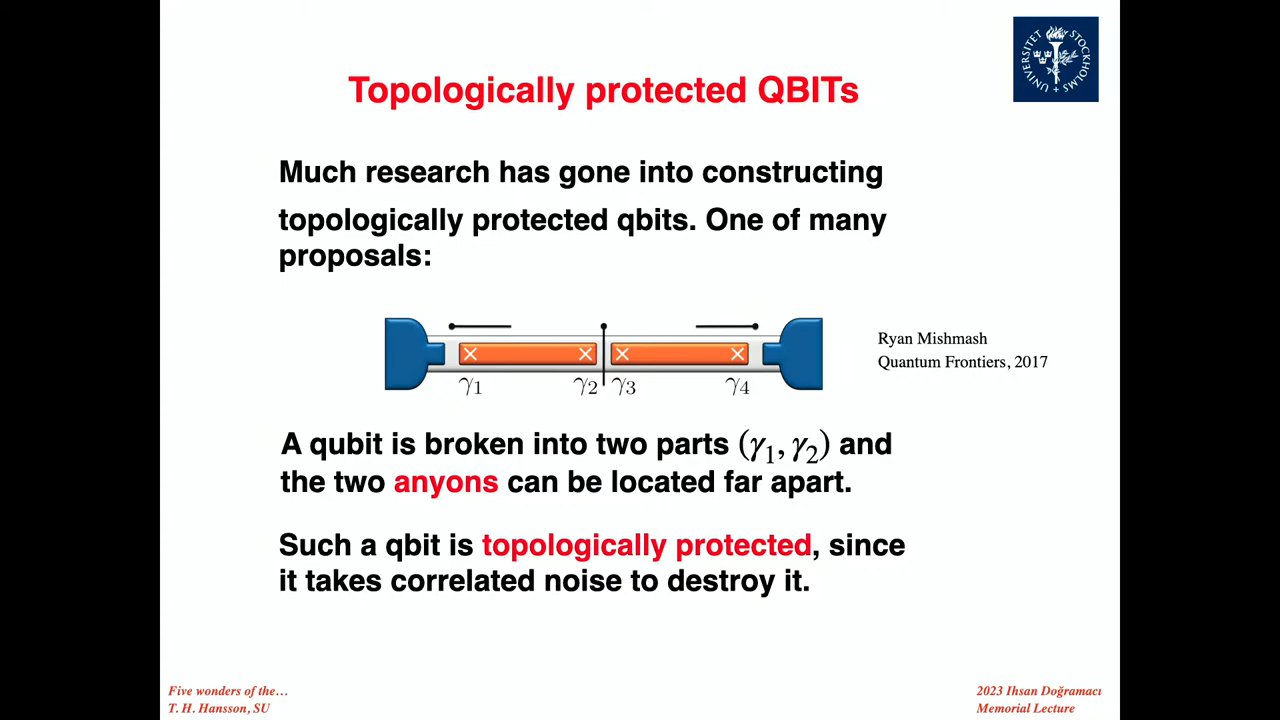 Topologically protected QBITs
UNIVERSITET STOCKHOLMS
Much research has gone into constructing
topologically protected qbits. One of many
proposals:
Ryan Mishmash
Quantum Frontiers, 2017
γ1 γ2 γ3 γ4
A qubit is broken into two parts (γ1, γ2) and
the two anyons can be located far apart.
Such a qbit is topologically protected, since
it takes correlated noise to destroy it.
Five wonders of the…
T. H. Hansson, SU
2023 Ihsan Doğramacı
Memorial Lecture